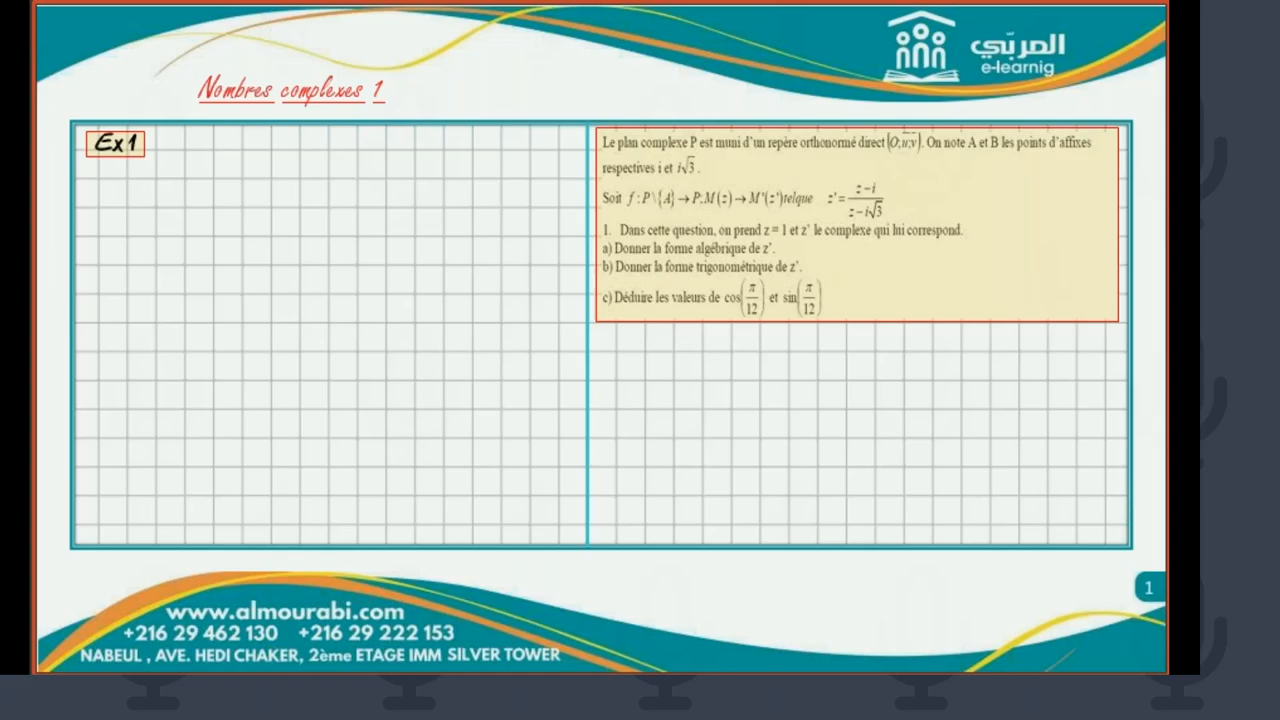 المربّي
e-learnig
Nombres complexes 1
Ex1
Le plan complexe P est muni d'un repère orthonormé direct (O;u;v). On note A et B les points d'affixes
respectives i et i√3 .
Soit f : P\{A} → P; M(z) → M'(z') telque z' = (z−i)/(z−i√3)
1. Dans cette question, on prend z = 1 et z' le complexe qui lui correspond.
a) Donner la forme algébrique de z'.
b) Donner la forme trigonométrique de z'.
c) Déduire les valeurs de cos(π/12) et sin(π/12)
1
www.almourabi.com
+216 29 462 130 +216 29 222 153
NABEUL , AVE. HEDI CHAKER, 2ème ETAGE IMM SILVER TOWER